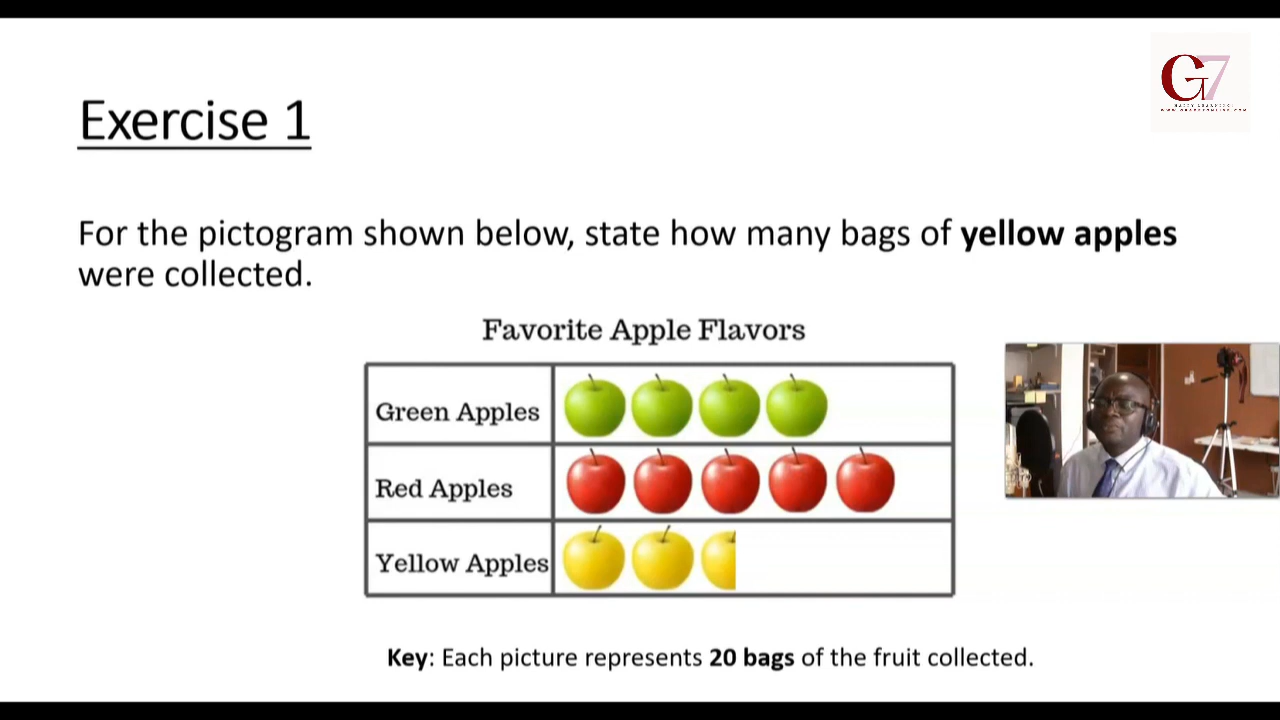 G7
Exercise 1
For the pictogram shown below, state how many bags of yellow apples
were collected.
Favorite Apple Flavors
Green Apples
Red Apples
Yellow Apples
Key: Each picture represents 20 bags of the fruit collected.